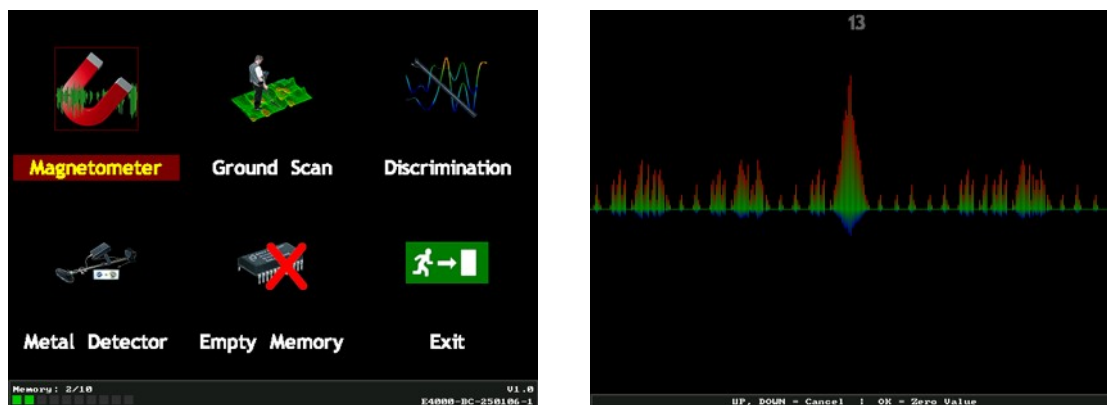 Magnetometer
Ground Scan
Discrimination
Metal Detector
Empty Memory
Exit
Memory: 2/10
V1.0
E4000-DC-250106-1
13
UP, DOWN = Cancel | OK = Zero Value